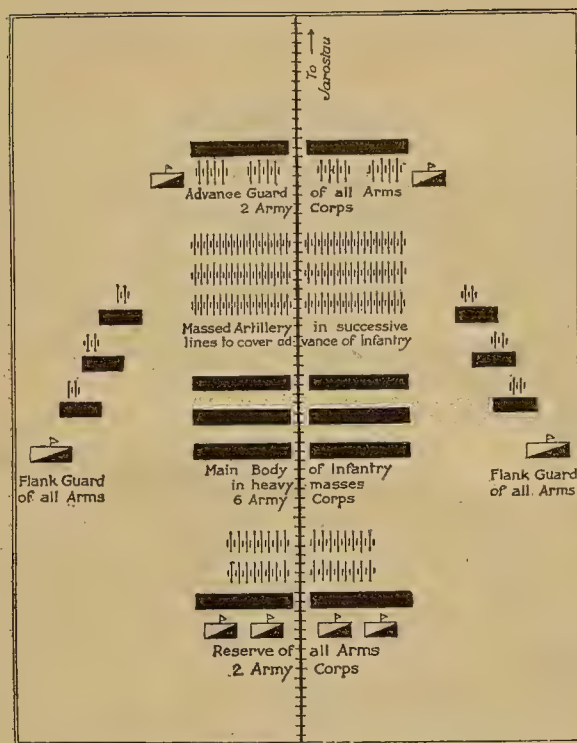 To
Jaroslau
Advance Guard of all Arms
2 Army Corps
Massed Artillery in successive
lines to cover advance of Infantry
Main Body of Infantry
in heavy masses
6 Army Corps
Flank Guard
of all Arms
Flank Guard
of all Arms
Reserve of all Arms
2 Army Corps